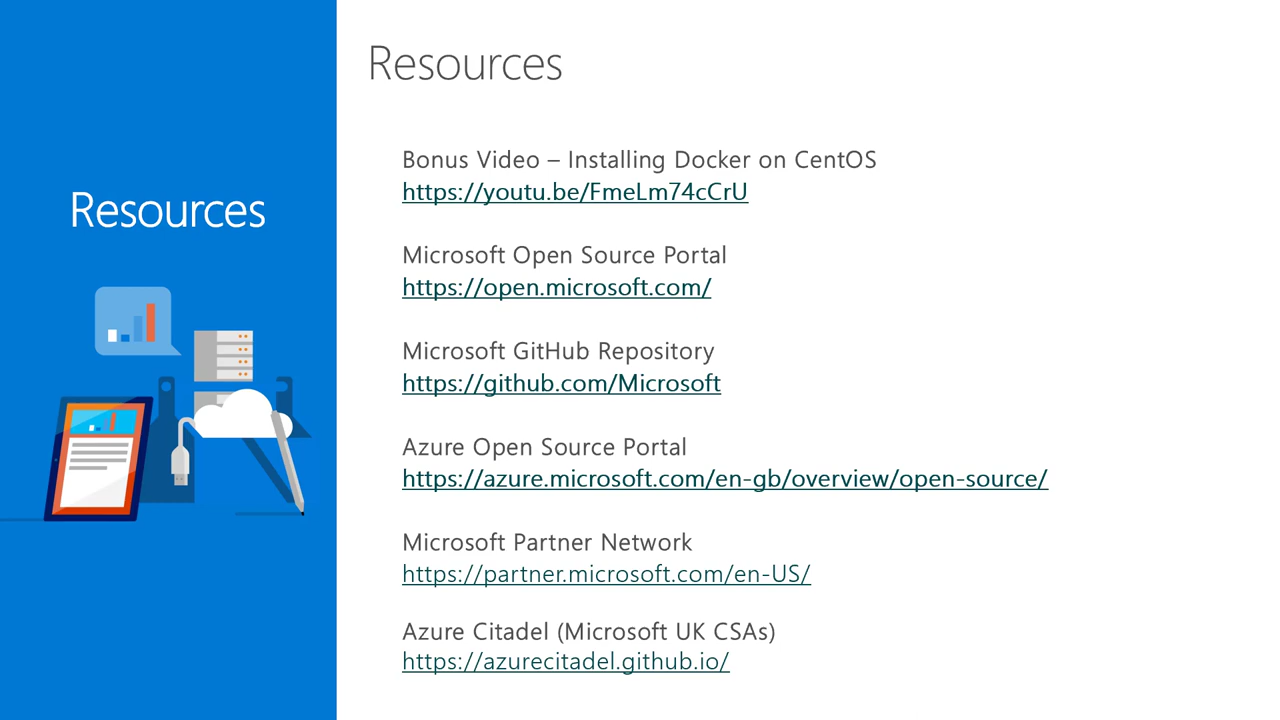 Resources
Resources
Bonus Video – Installing Docker on CentOS
https://youtu.be/FmeLm74cCrU
Microsoft Open Source Portal
https://open.microsoft.com/
Microsoft GitHub Repository
https://github.com/Microsoft
Azure Open Source Portal
https://azure.microsoft.com/en-gb/overview/open-source/
Microsoft Partner Network
https://partner.microsoft.com/en-US/
Azure Citadel (Microsoft UK CSAs)
https://azurecitadel.github.io/